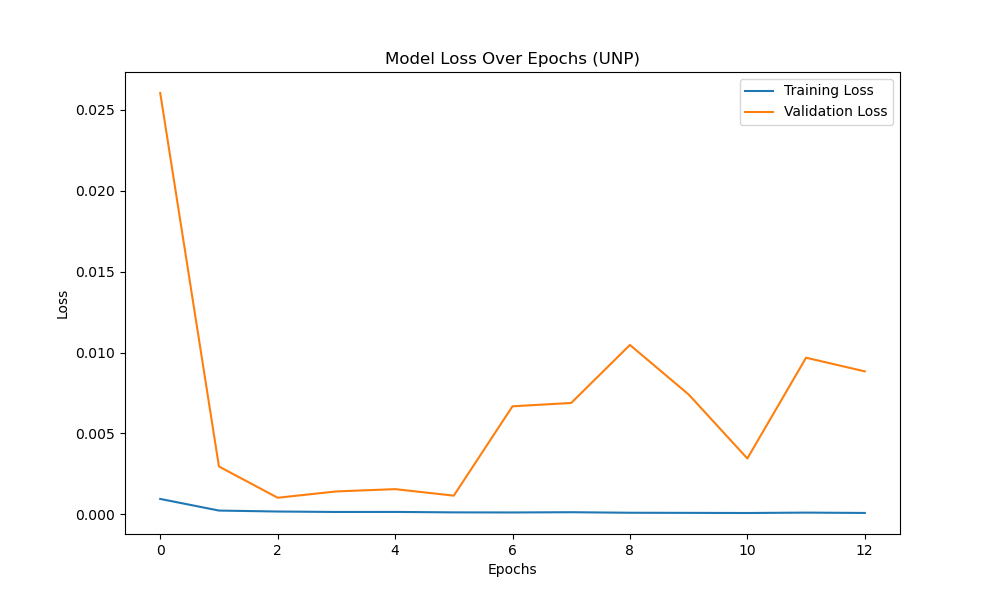 Model Loss Over Epochs (UNP)
Training Loss
Validation Loss
0.025
0.020
0.015
0.010
0.005
0.000
Loss
0 2 4 6 8 10 12
Epochs